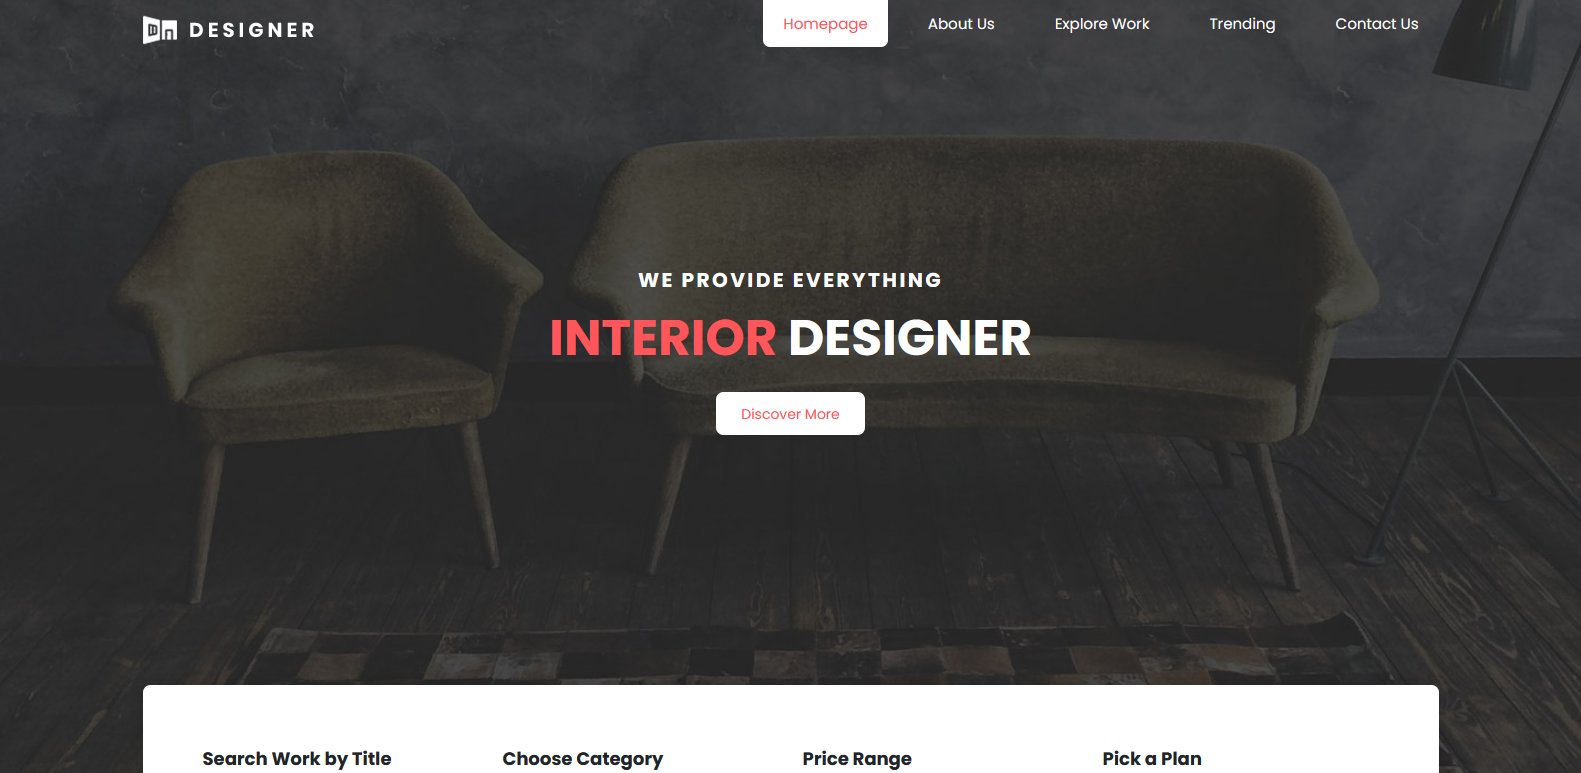 DESIGNER
Homepage
About Us
Explore Work
Trending
Contact Us
WE PROVIDE EVERYTHING
INTERIOR DESIGNER
Discover More
Search Work by Title
Choose Category
Price Range
Pick a Plan